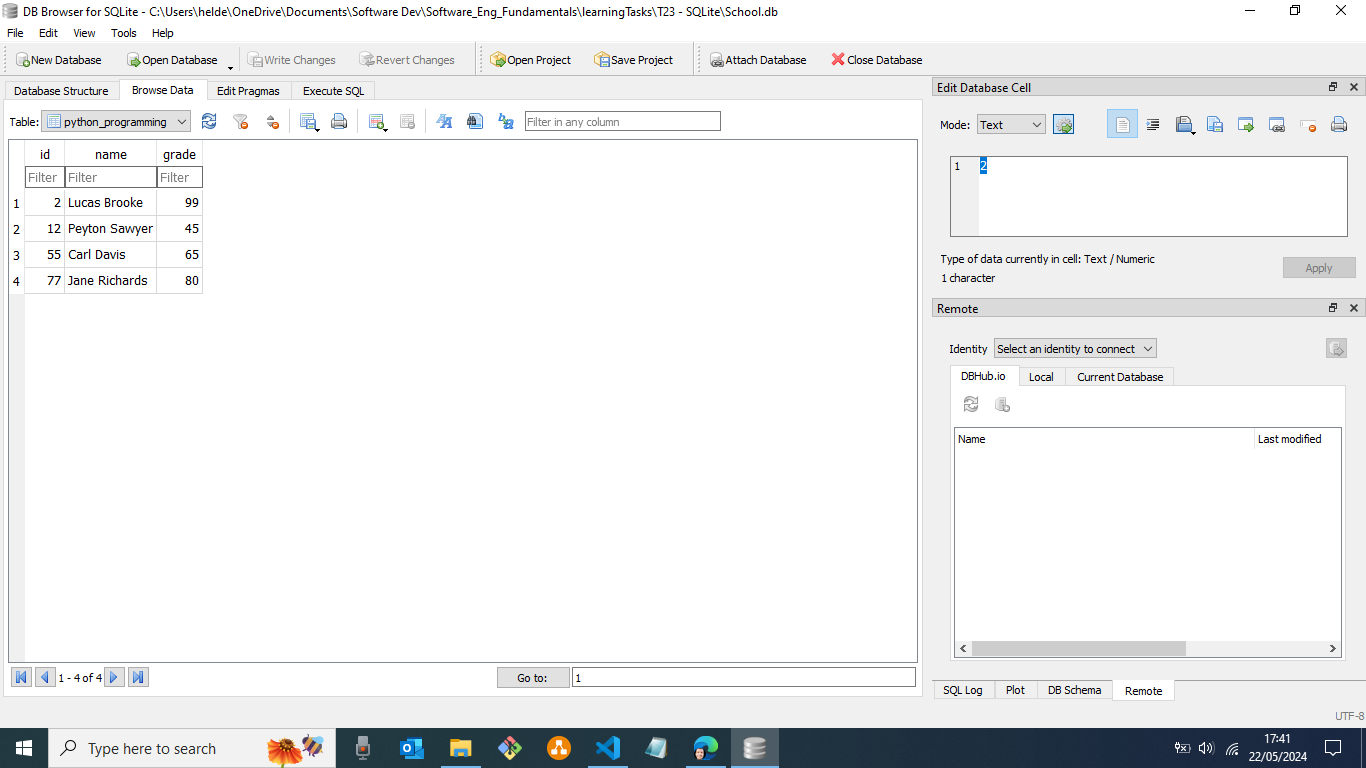 DB Browser for SQLite - C:\Users\helde\OneDrive\Documents\Software Dev\Software_Eng_Fundamentals\learningTasks\T23 - SQLite\School.db
File Edit View Tools Help
New Database Open Database Write Changes Revert Changes Open Project Save Project Attach Database Close Database
Database Structure Browse Data Edit Pragmas Execute SQL
Table: python_programming Filter in any column
id name grade
Filter Filter Filter
1 2 Lucas Brooke 99
2 12 Peyton Sawyer 45
3 55 Carl Davis 65
4 77 Jane Richards 80
1 - 4 of 4 Go to: 1
Edit Database Cell
Mode: Text
1 2
Type of data currently in cell: Text / Numeric
1 character
Apply
Remote
Identity Select an identity to connect
DBHub.io Local Current Database
Name Last modified
SQL Log Plot DB Schema Remote
UTF-8
Type here to search
17:41
22/05/2024